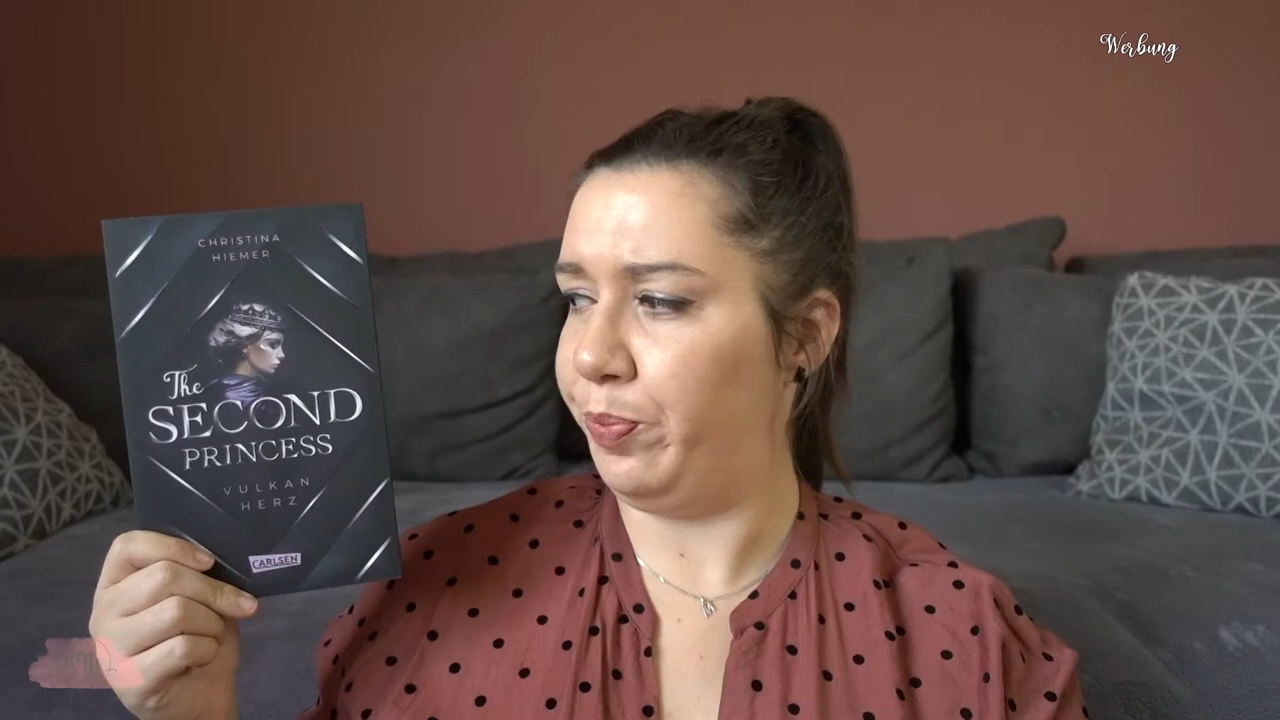 Werbung
CHRISTINA
HIEMER
The
SECOND
PRINCESS
VULKAN
HERZ
CARLSEN